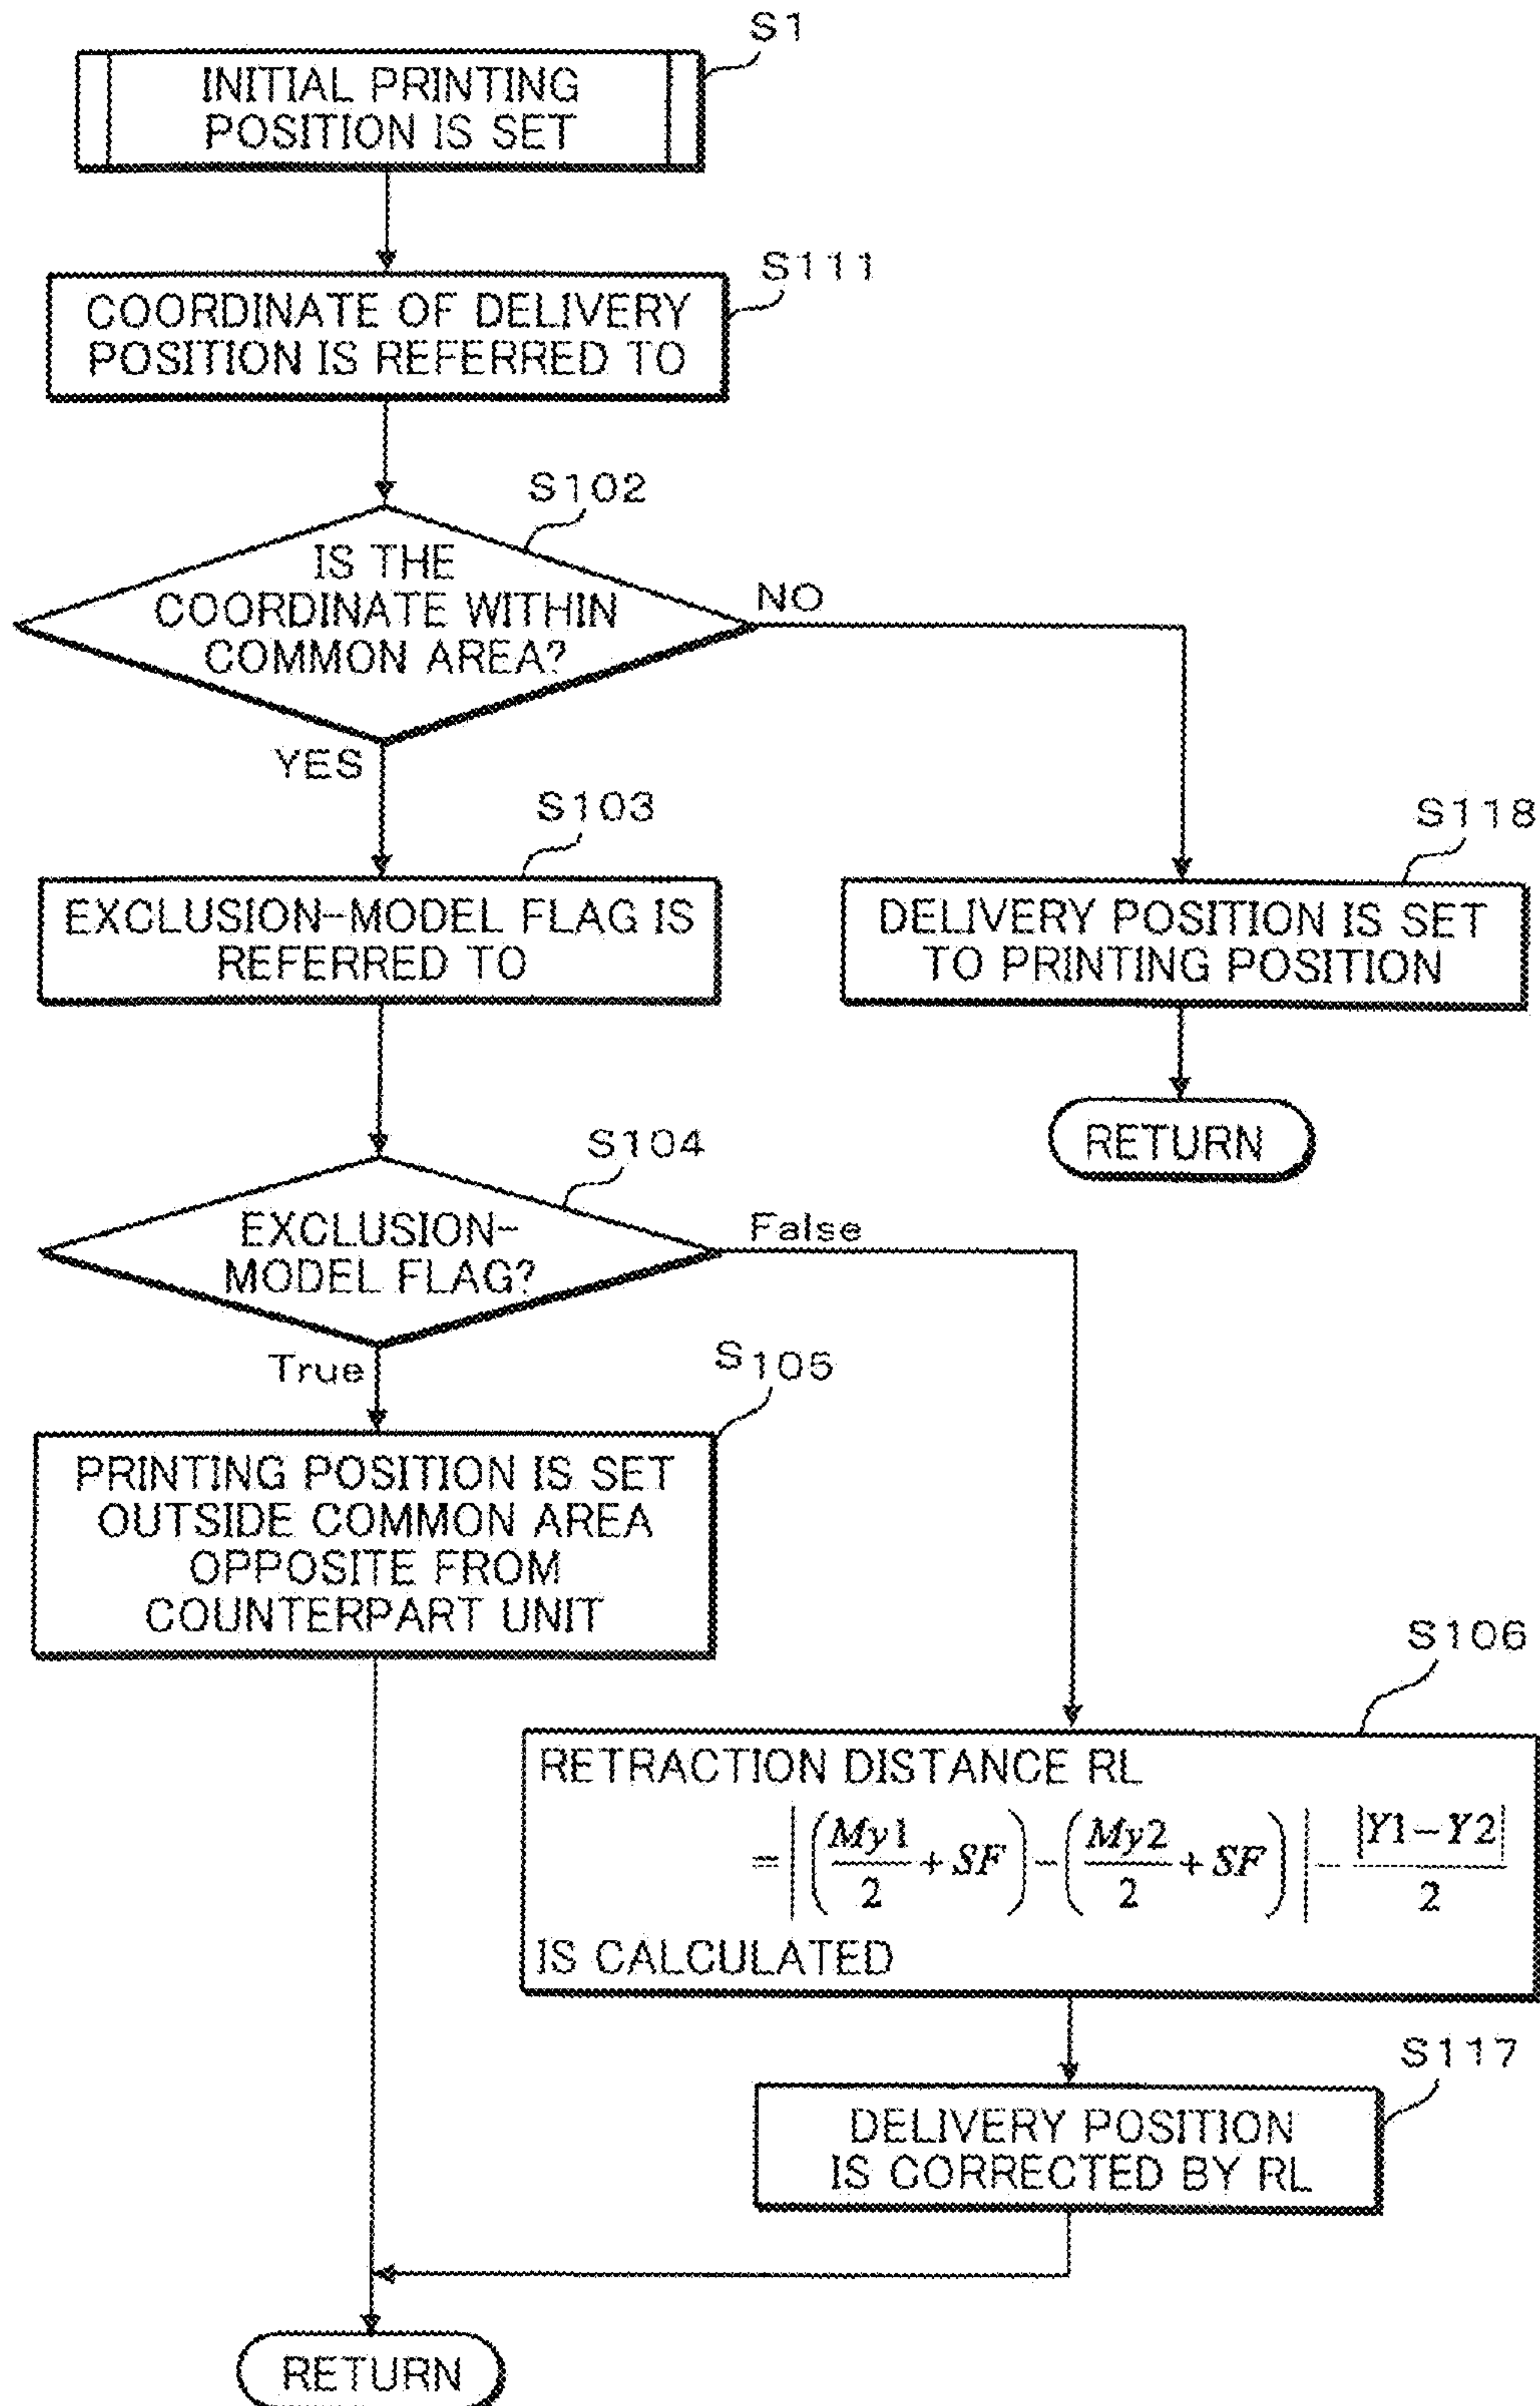 S1
INITIAL PRINTING
POSITION IS SET
S111
COORDINATE OF DELIVERY
POSITION IS REFERRED TO
S102
IS THE
COORDINATE WITHIN
COMMON AREA?
NO
YES
S103
S118
EXCLUSION-MODEL FLAG IS
REFERRED TO
DELIVERY POSITION IS SET
TO PRINTING POSITION
RETURN
S104
EXCLUSION-
MODEL FLAG?
False
True
S105
PRINTING POSITION IS SET
OUTSIDE COMMON AREA
OPPOSITE FROM
COUNTERPART UNIT
S106
RETRACTION DISTANCE RL
= | (My1/2 + SF) - (My2/2 + SF) | - |Y1-Y2|/2
IS CALCULATED
S117
DELIVERY POSITION
IS CORRECTED BY RL
RETURN